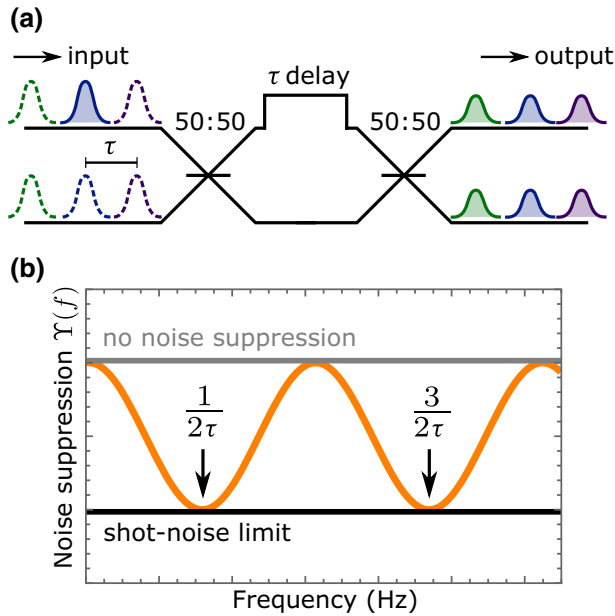 (a)
input
τ delay
output
50:50
50:50
τ
(b)
Noise suppression Υ(f)
no noise suppression
1/2τ
3/2τ
shot-noise limit
Frequency (Hz)